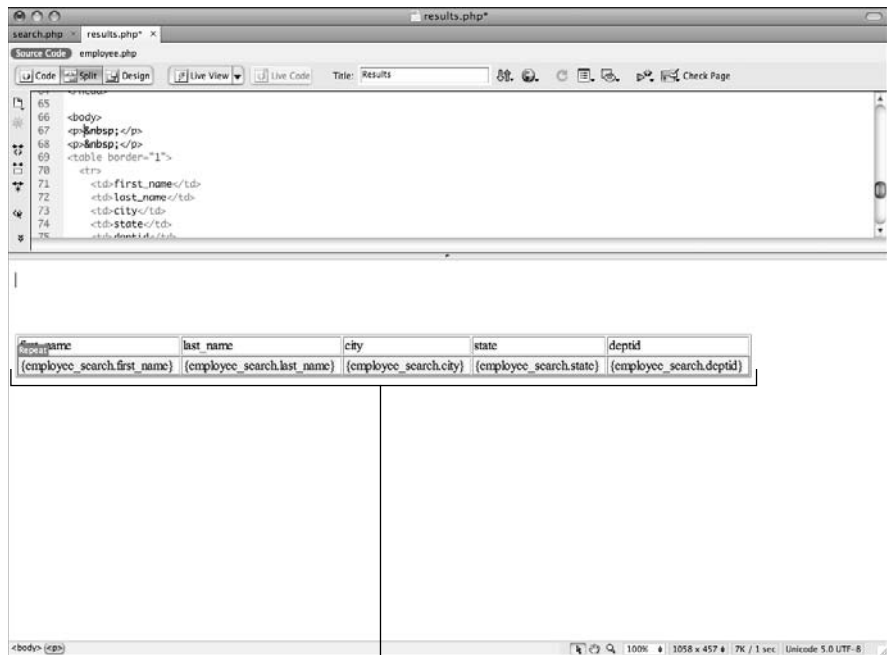 results.php*
search.php × results.php* ×
Source Code employee.php
Code Split Design Live View Live Code Title: Results Check Page
65
66 <body>
67 <p>&nbsp;</p>
68 <p>&nbsp;</p>
69 <table border="1">
70 <tr>
71 <td>first_name</td>
72 <td>last_name</td>
73 <td>city</td>
74 <td>state</td>
75 <td>deptid</td>
Repeat
first_name last_name city state deptid
{employee_search.first_name} {employee_search.last_name} {employee_search.city} {employee_search.state} {employee_search.deptid}
<body> <p> 100% 1058 x 457 7K / 1 sec Unicode 5.0 UTF-8